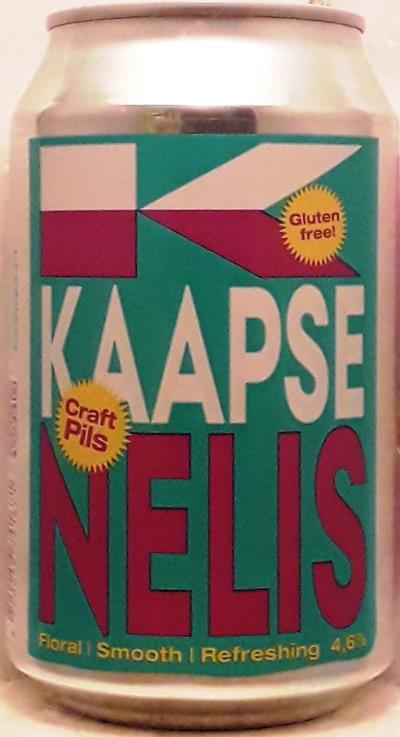 Gluten
free!
KAAPSE
Craft
Pils
NELIS
Floral | Smooth | Refreshing 4,6%